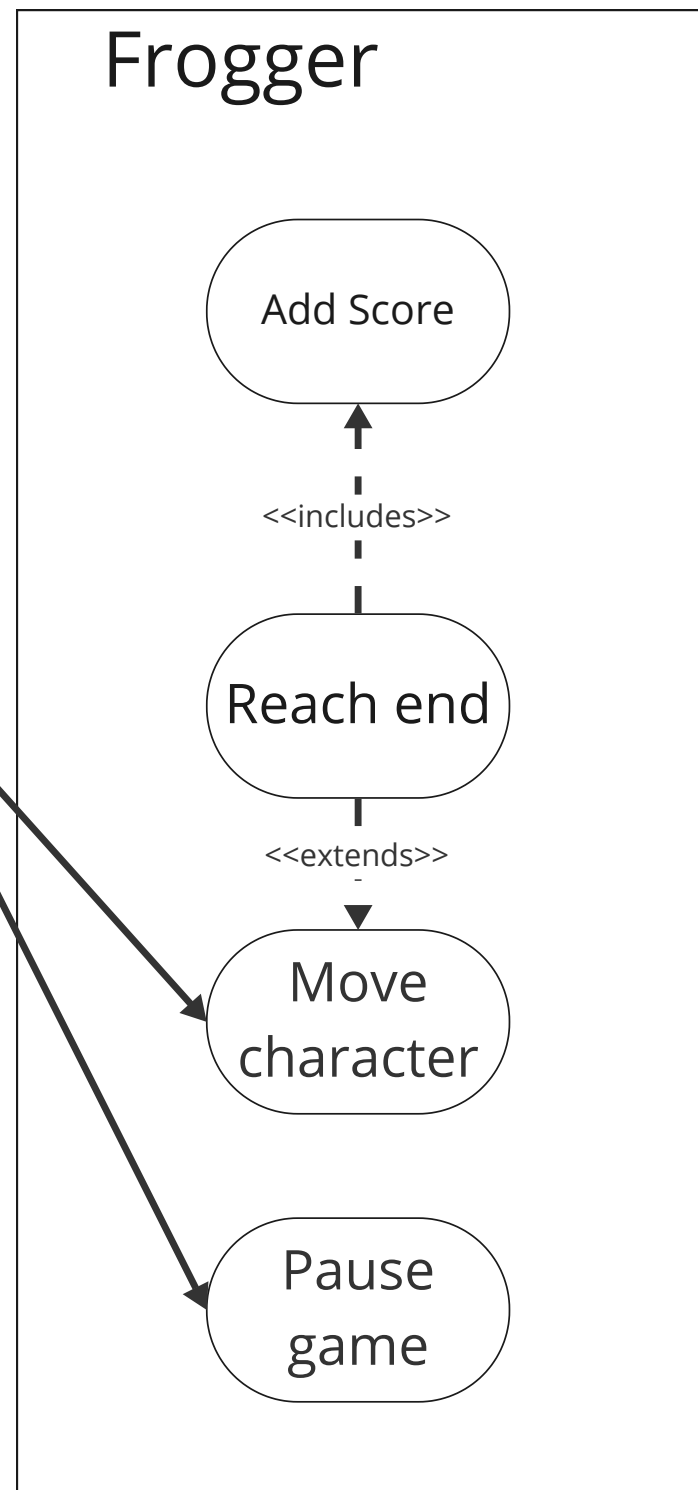 Frogger
Add Score
<<includes>>
Reach end
<<extends>>
Move
character
Pause
game